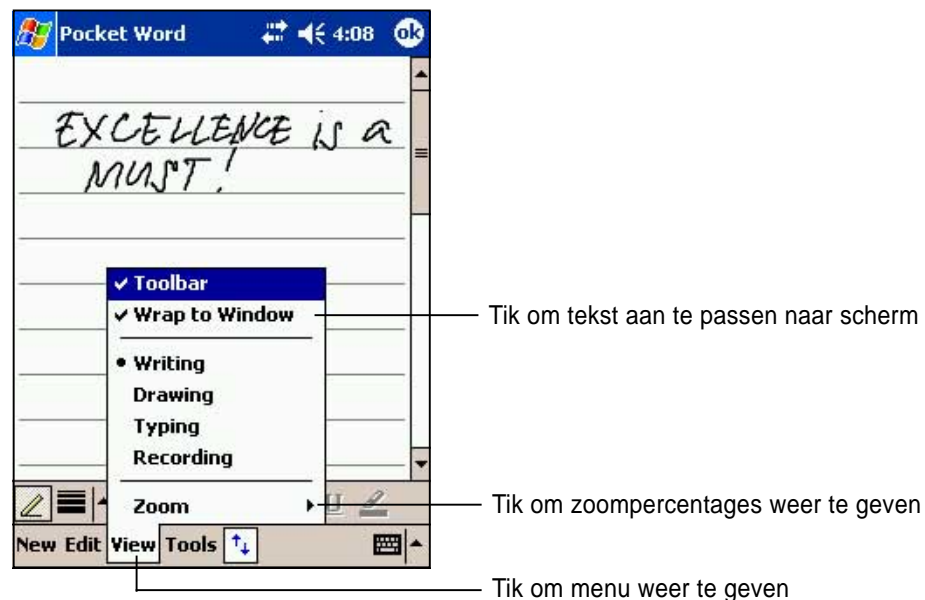 Pocket Word 4:08 ok
EXCELLENCE is a
MUST!
Toolbar
Wrap to Window
Tik om tekst aan te passen naar scherm
Writing
Drawing
Typing
Recording
Zoom
U
Tik om zoompercentages weer te geven
New Edit View Tools
Tik om menu weer te geven